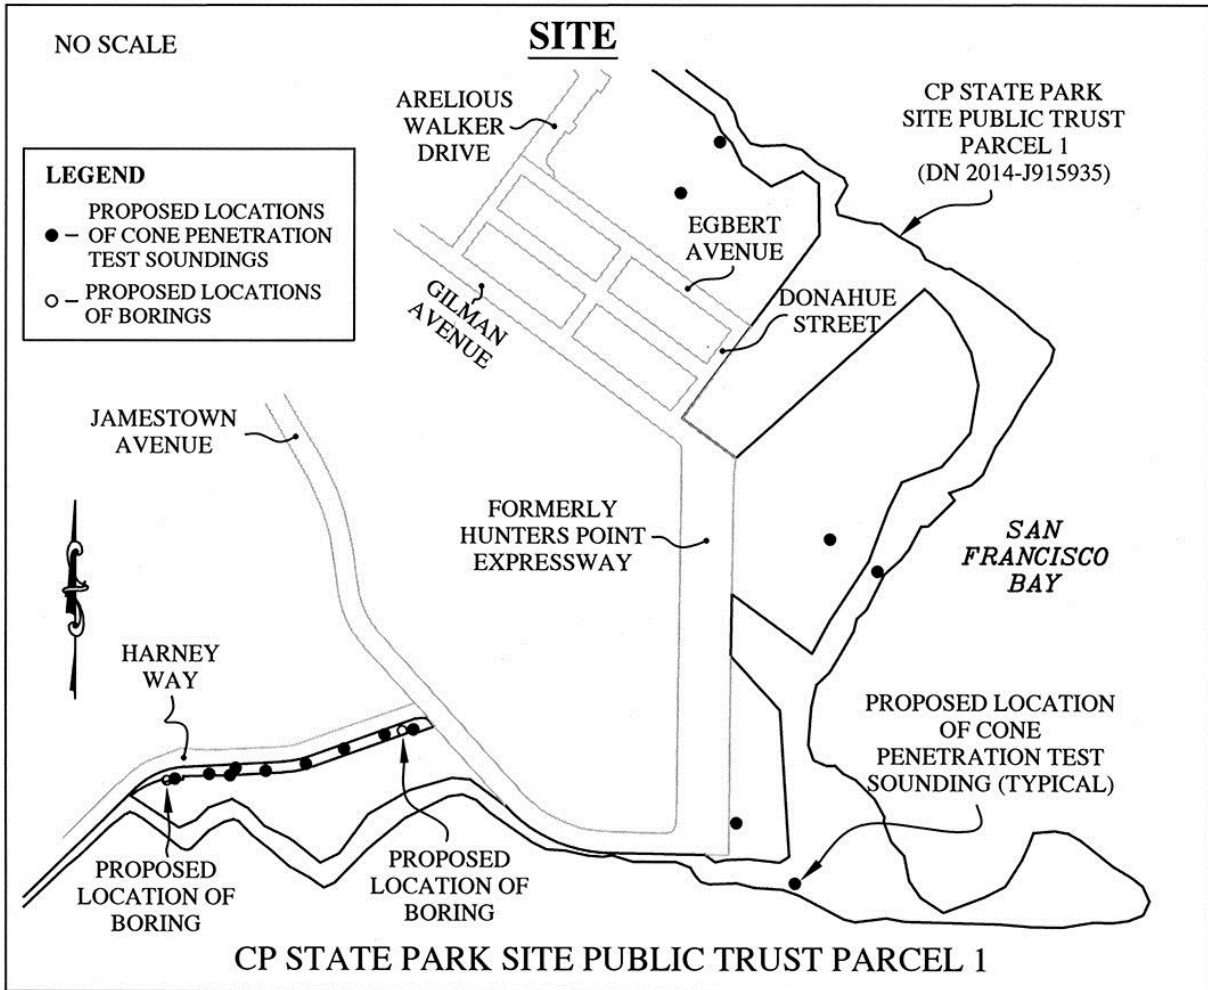 SITE
NO SCALE
LEGEND
PROPOSED LOCATIONS
● – OF CONE PENETRATION
TEST SOUNDINGS
○ – PROPOSED LOCATIONS
OF BORINGS
ARELIOUS
WALKER
DRIVE
CP STATE PARK
SITE PUBLIC TRUST
PARCEL 1
(DN 2014-J915935)
EGBERT
AVENUE
GILMAN
AVENUE
DONAHUE
STREET
JAMESTOWN
AVENUE
FORMERLY
HUNTERS POINT
EXPRESSWAY
SAN
FRANCISCO
BAY
HARNEY
WAY
PROPOSED LOCATION
OF CONE
PENETRATION TEST
SOUNDING (TYPICAL)
PROPOSED
LOCATION OF
BORING
PROPOSED
LOCATION OF
BORING
CP STATE PARK SITE PUBLIC TRUST PARCEL 1